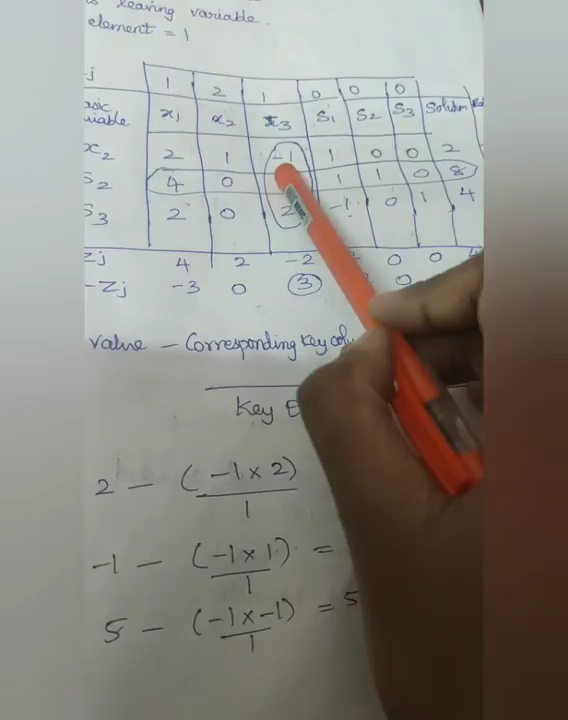 leaving variable.
element = 1
j 1 2 1 0 0 0
asic
riable x1 x2 x3 S1 S2 S3 Solution
x2 2 1 -1 1 0 0 2
S2 4 0 1 1 0 8
S3 2 0 2 -1 0 1 4
Zj 4 2 -2 0 0
-Zj -3 0 3 0
value – Corresponding key colu
Key E
2 – (-1 x 2)
1
-1 – (-1 x 1) =
1
5 – (-1 x -1) = 5
1